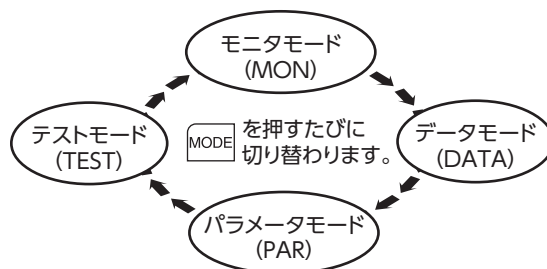 モニタモード
(MON)
テストモード
(TEST)
MODE を押すたびに
切り替わります。
データモード
(DATA)
パラメータモード
(PAR)